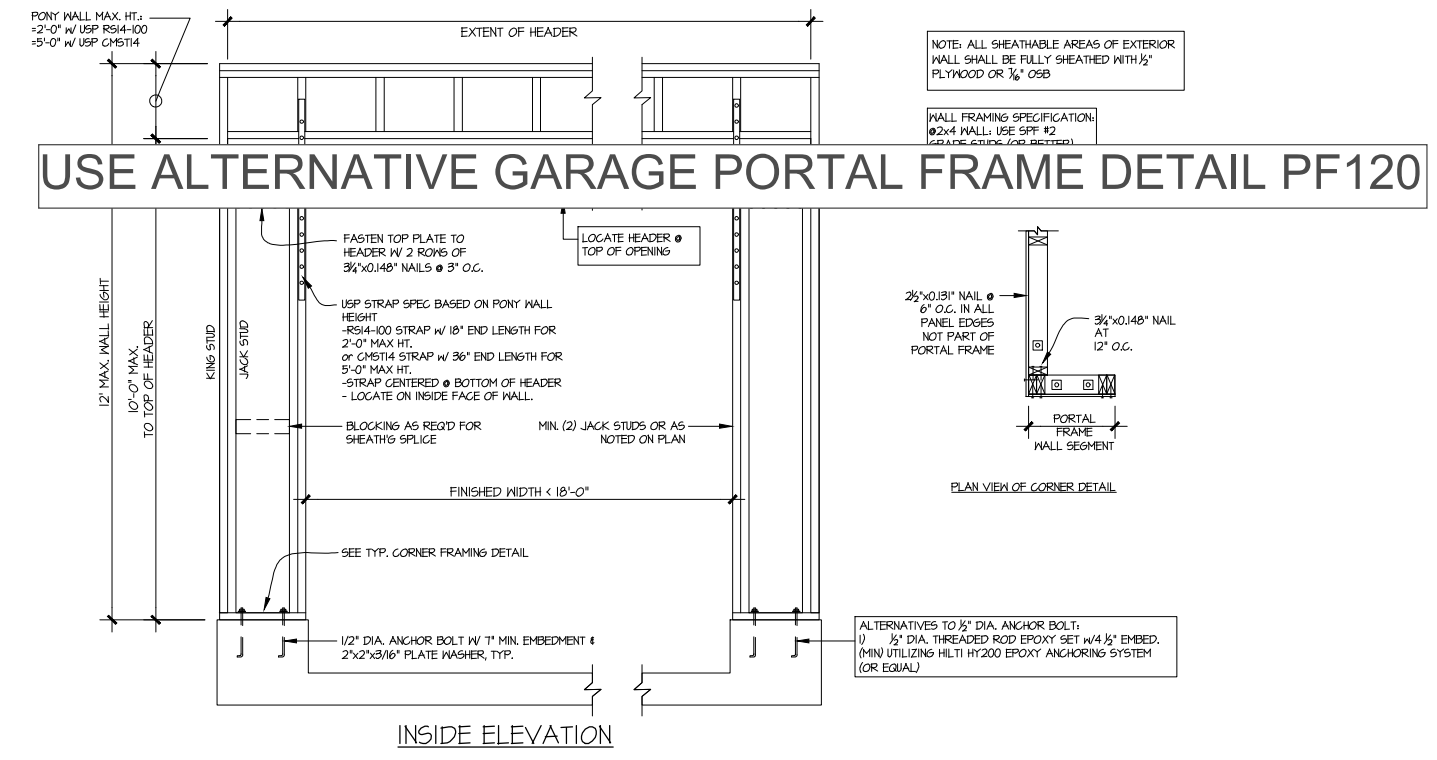 PONY WALL MAX. HT.:
=2'-0" W/ USP RS14-100
=5'-0" W/ USP CMST14
EXTENT OF HEADER
NOTE: ALL SHEATHABLE AREAS OF EXTERIOR
WALL SHALL BE FULLY SHEATHED WITH ½"
PLYWOOD OR 7/16" OSB
WALL FRAMING SPECIFICATION:
@2x4 WALL: USE SPF #2
GRADE STUDS (OR BETTER)
USE ALTERNATIVE GARAGE PORTAL FRAME DETAIL PF120
FASTEN TOP PLATE TO
HEADER W/ 2 ROWS OF
3¼"x0.148" NAILS @ 3" O.C.
LOCATE HEADER @
TOP OF OPENING
12' MAX. WALL HEIGHT
10'-0" MAX.
TO TOP OF HEADER
KING STUD
JACK STUD
USP STRAP SPEC BASED ON PONY WALL
HEIGHT
-RS14-100 STRAP W/ 18" END LENGTH FOR
2'-0" MAX HT.
or CMST14 STRAP W/ 36" END LENGTH FOR
5'-0" MAX HT.
-STRAP CENTERED @ BOTTOM OF HEADER
- LOCATE ON INSIDE FACE OF WALL.
BLOCKING AS REQ'D FOR
SHEATH'G SPLICE
MIN. (2) JACK STUDS OR AS
NOTED ON PLAN
FINISHED WIDTH < 18'-0"
SEE TYP. CORNER FRAMING DETAIL
1/2" DIA. ANCHOR BOLT W/ 7" MIN. EMBEDMENT &
2"x2"x3/16" PLATE WASHER, TYP.
2½"x0.131" NAIL @
6" O.C. IN ALL
PANEL EDGES
NOT PART OF
PORTAL FRAME
3¼"x0.148" NAIL
AT
12" O.C.
PORTAL
FRAME
WALL SEGMENT
PLAN VIEW OF CORNER DETAIL
ALTERNATIVES TO ½" DIA. ANCHOR BOLT:
1) ½" DIA. THREADED ROD EPOXY SET w/4 ½" EMBED.
(MIN) UTILIZING HILTI HY200 EPOXY ANCHORING SYSTEM
(OR EQUAL)
INSIDE ELEVATION